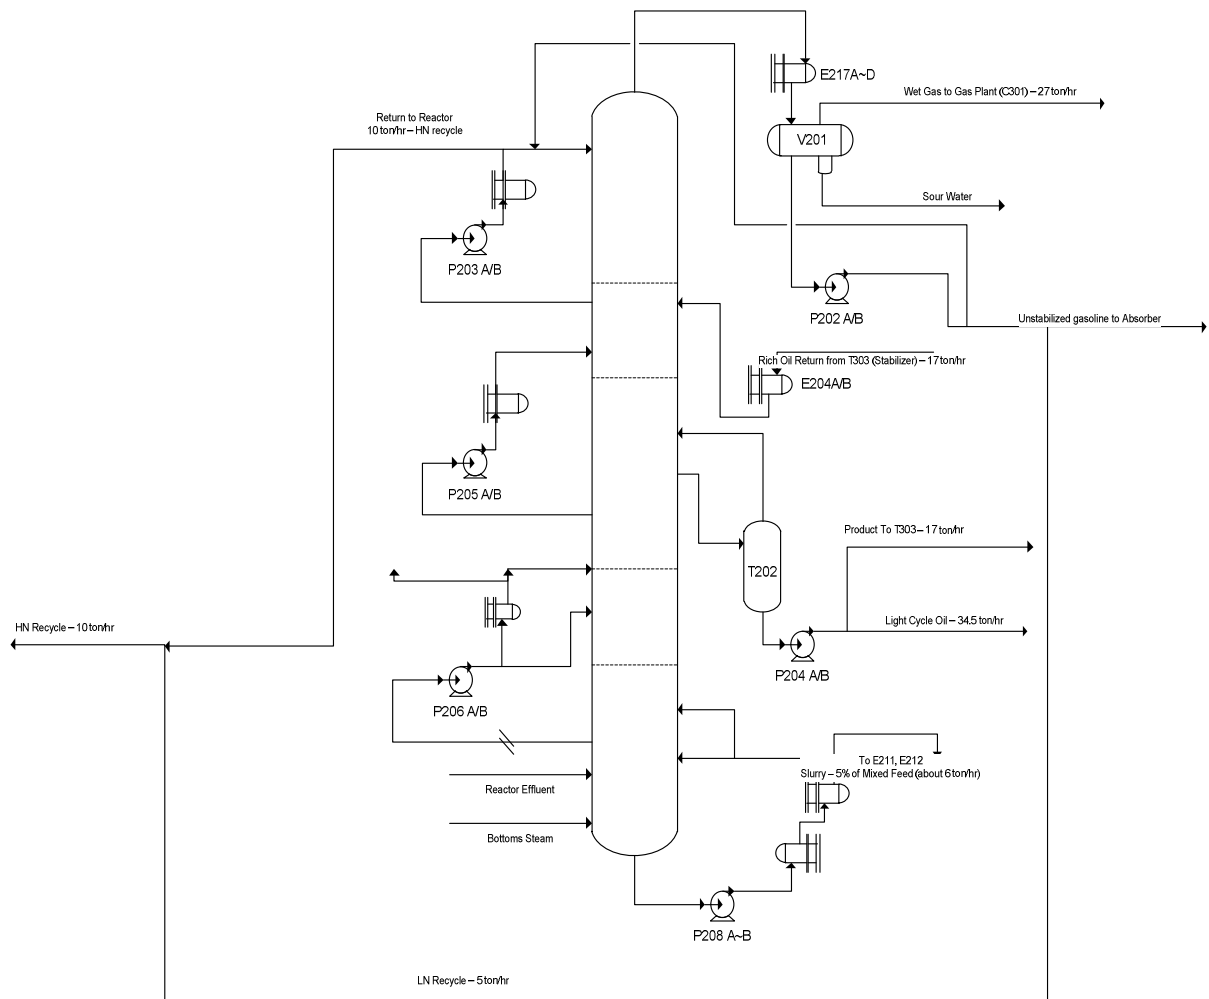 E217A~D
Wet Gas to Gas Plant (C301) – 27 ton/hr
Return to Reactor
10 ton/hr – HN recycle
V201
Sour Water
P203 A/B
P202 A/B
Unstabilized gasoline to Absorber
Rich Oil Return from T303 (Stabilizer) – 17 ton/hr
E204A/B
P205 A/B
Product To T303 – 17 ton/hr
T202
Light Cycle Oil – 34.5 ton/hr
HN Recycle – 10 ton/hr
P204 A/B
P206 A/B
To E211, E212
Slurry – 5% of Mixed Feed (about 6 ton/hr)
Reactor Effluent
Bottoms Steam
P208 A~B
LN Recycle – 5 ton/hr